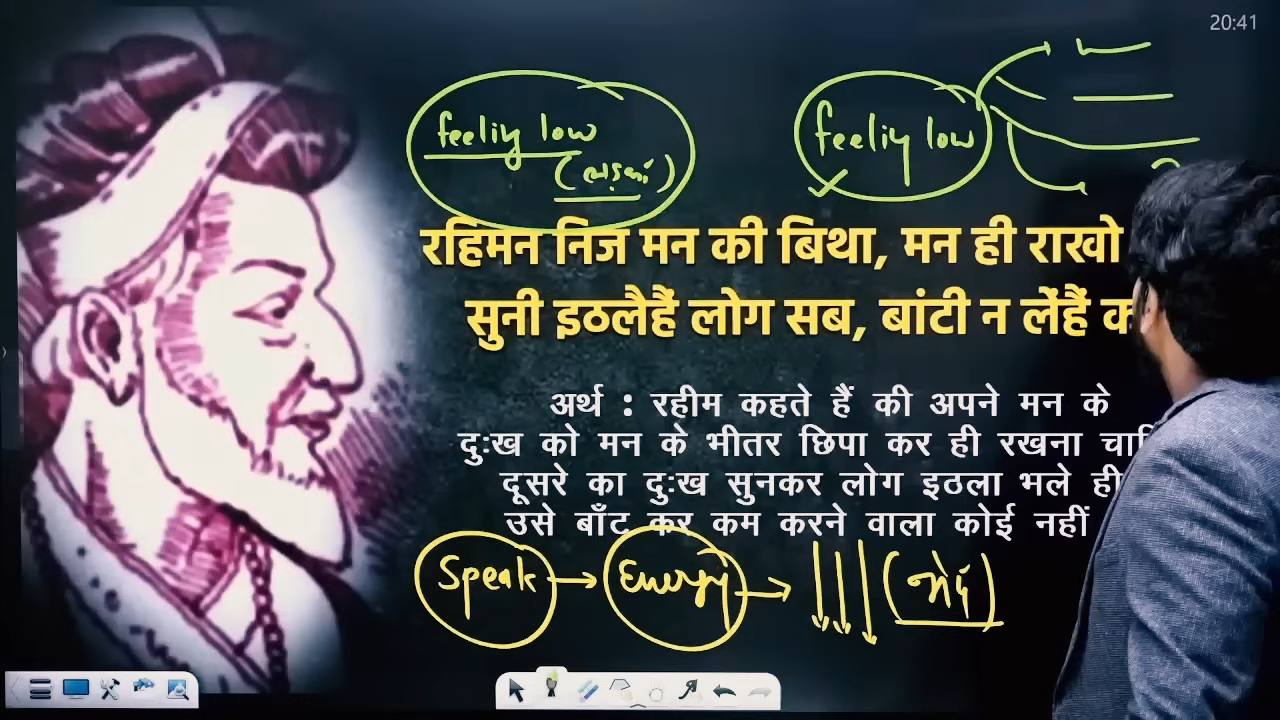 20:41
feeling low
feeling low
रहिमन निज मन की बिथा, मन ही राखो
सुनी इठलैहैं लोग सब, बांटी न लेंहैं क
अर्थ : रहीम कहते हैं की अपने मन के
दुःख को मन के भीतर छिपा कर ही रखना चा
दूसरे का दुःख सुनकर लोग इठला भले ही
उसे बाँट कर कम करने वाला कोई नहीं
Speak → Energy →